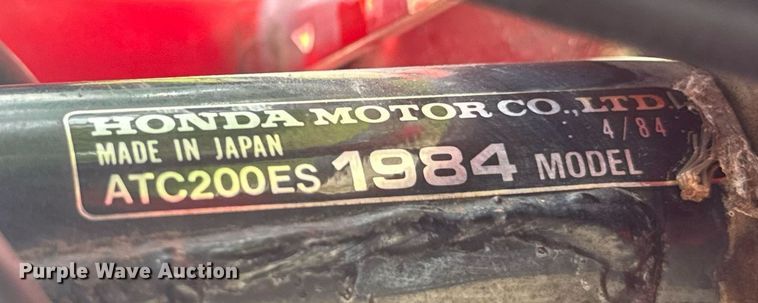 HONDA MOTOR CO., LTD.
4/84
MADE IN JAPAN
ATC200ES 1984 MODEL
Purple Wave Auction